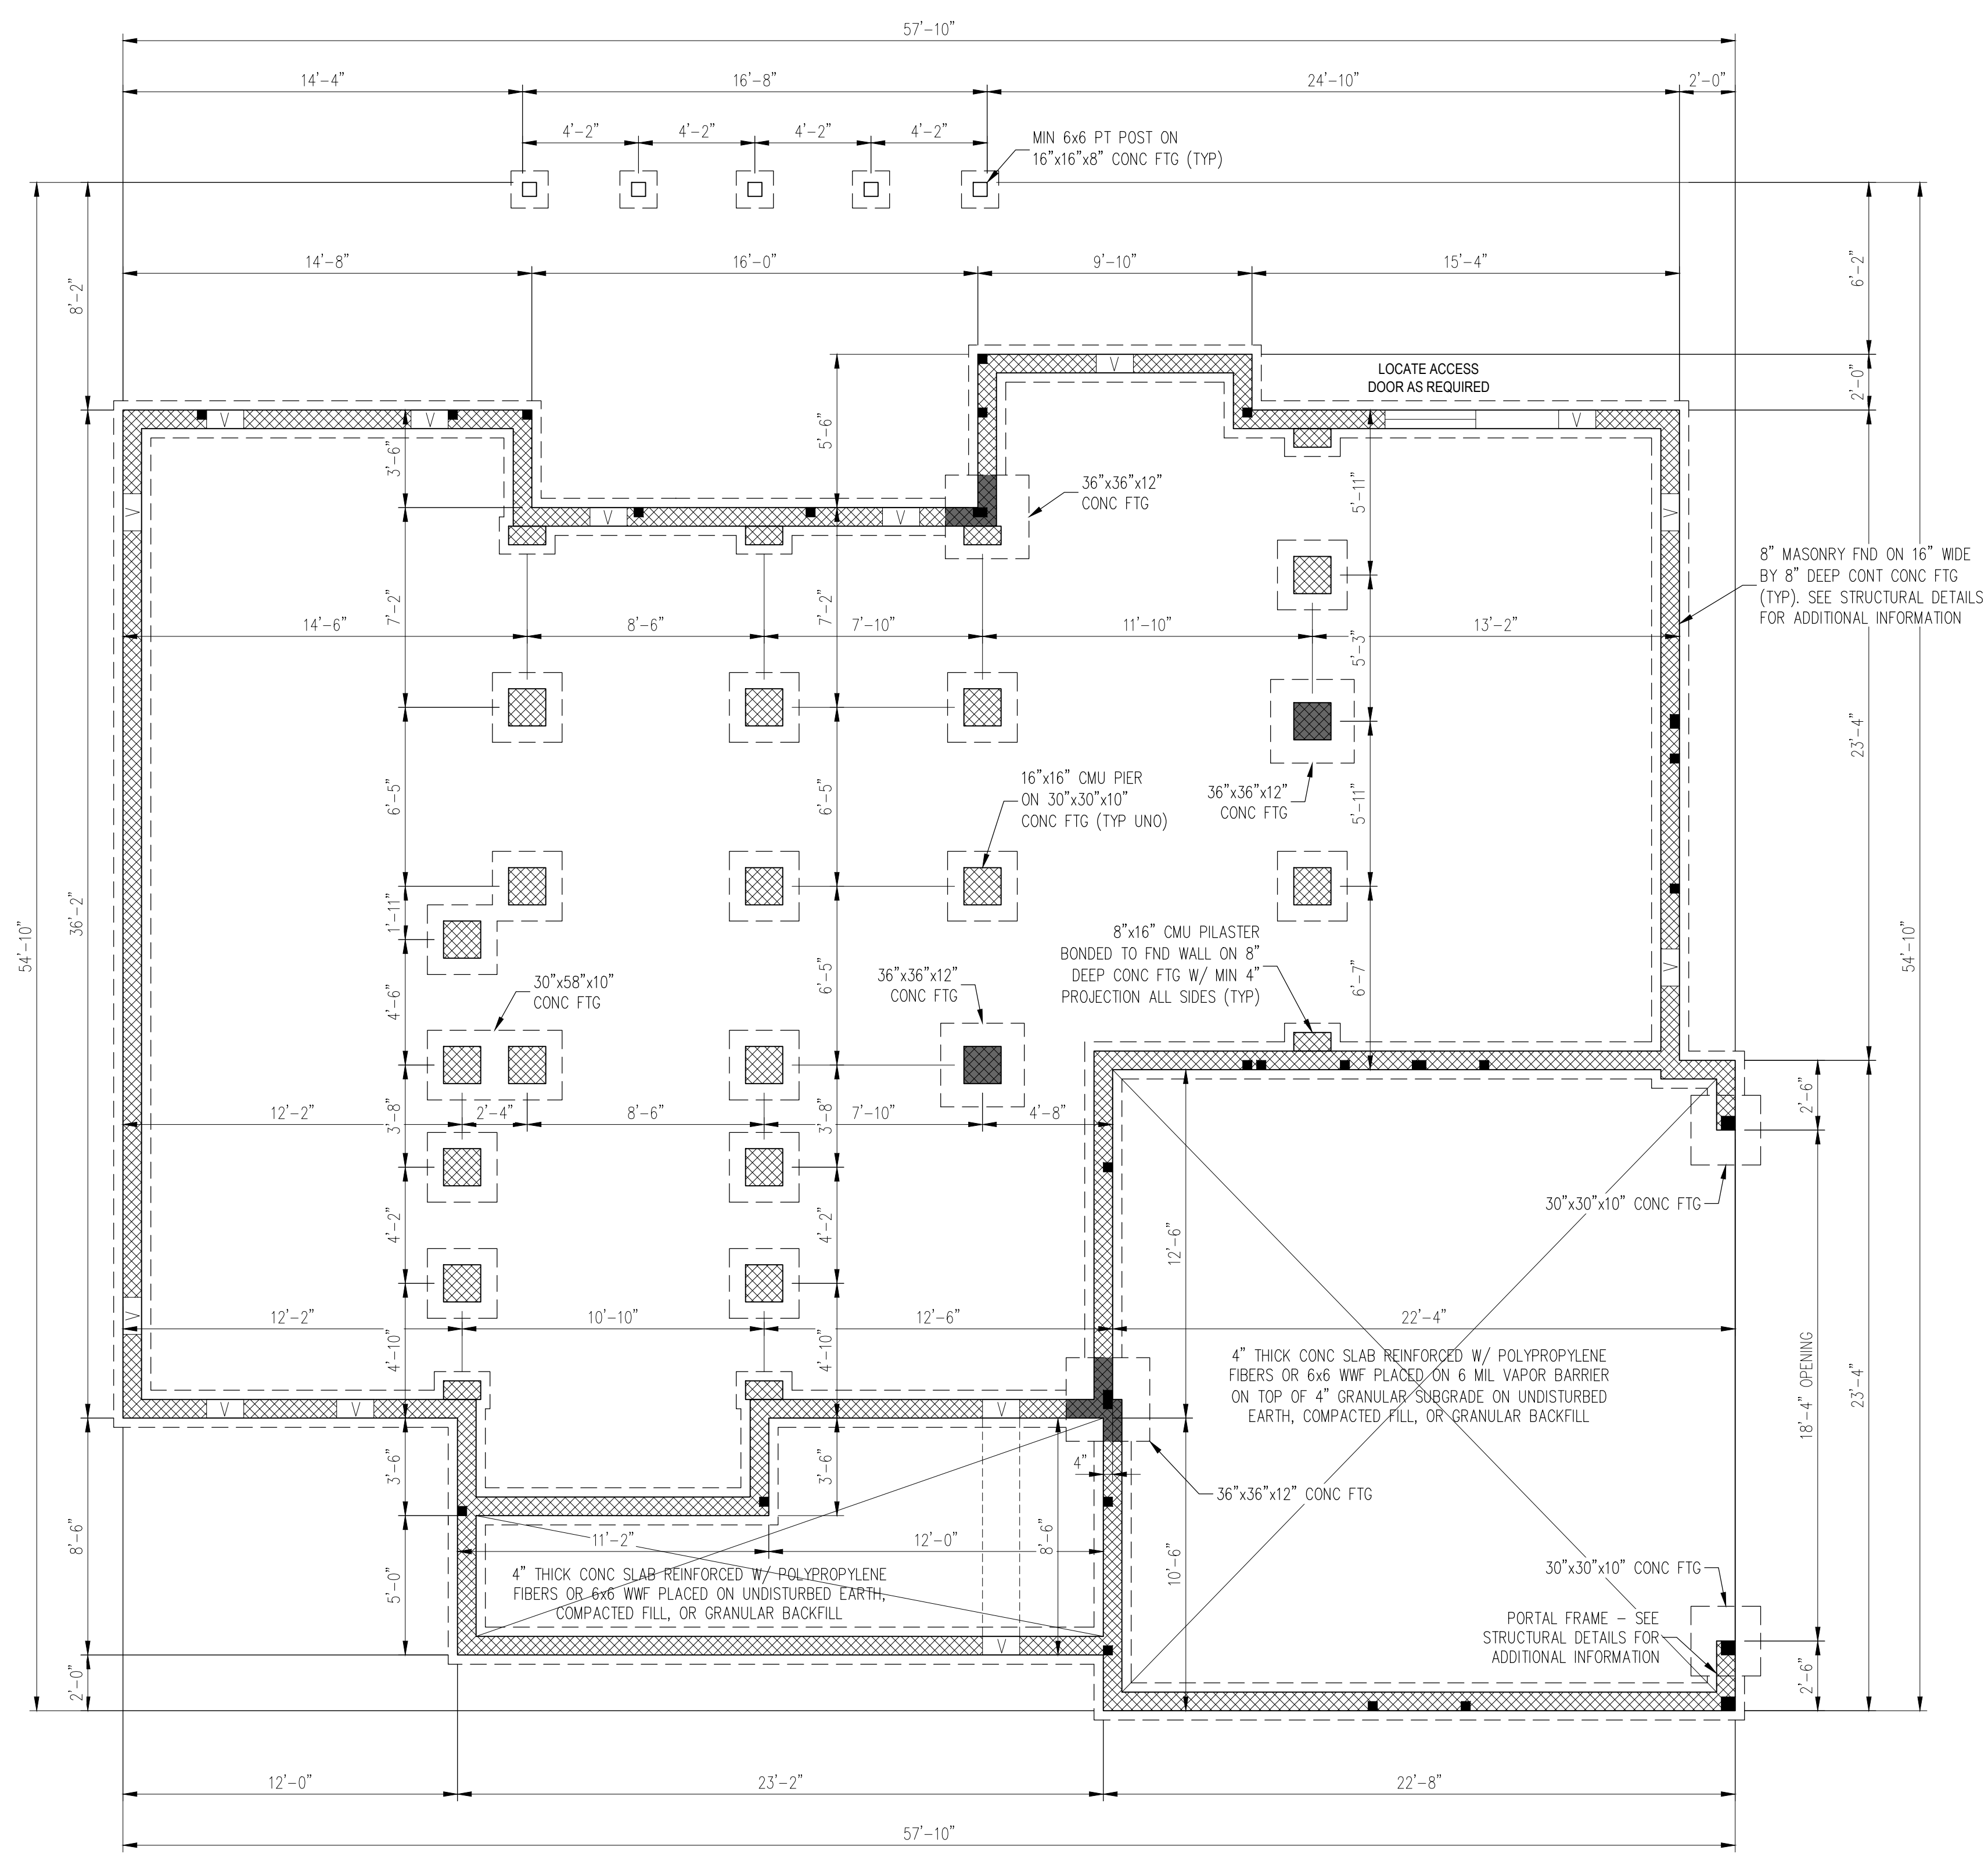 57'-10"
14'-4"
16'-8"
24'-10"
2'-0"
4'-2"
4'-2"
4'-2"
4'-2"
MIN 6x6 PT POST ON
16"x16"x8" CONC FTG (TYP)
14'-8"
16'-0"
9'-10"
15'-4"
8'-2"
6'-2"
2'-0"
LOCATE ACCESS
DOOR AS REQUIRED
V
V
V
V
V
V
V
V
3'-6"
5'-6"
5'-11"
36"x36"x12"
CONC FTG
8" MASONRY FND ON 16" WIDE
BY 8" DEEP CONT CONC FTG
(TYP). SEE STRUCTURAL DETAILS
FOR ADDITIONAL INFORMATION
7'-2"
7'-2"
14'-6"
8'-6"
7'-10"
11'-10"
13'-2"
5'-3"
23'-4"
6'-5"
6'-5"
16"x16" CMU PIER
ON 30"x30"x10"
CONC FTG (TYP UNO)
36"x36"x12"
CONC FTG
5'-11"
54'-10"
36'-2"
1'-11"
8"x16" CMU PILASTER
BONDED TO FND WALL ON 8"
DEEP CONC FTG W/ MIN 4"
PROJECTION ALL SIDES (TYP)
54'-10"
V
30"x58"x10"
CONC FTG
36"x36"x12"
CONC FTG
4'-6"
6'-5"
6'-7"
12'-2"
3'-8"
2'-4"
8'-6"
3'-8"
7'-10"
4'-8"
2'-6"
30"x30"x10" CONC FTG
4'-2"
4'-2"
12'-6"
V
12'-2"
10'-10"
12'-6"
22'-4"
4'-10"
4'-10"
4" THICK CONC SLAB REINFORCED W/ POLYPROPYLENE
FIBERS OR 6x6 WWF PLACED ON 6 MIL VAPOR BARRIER
ON TOP OF 4" GRANULAR SUBGRADE ON UNDISTURBED
EARTH, COMPACTED FILL, OR GRANULAR BACKFILL
18'-4" OPENING
23'-4"
V
V
V
3'-6"
3'-6"
4"
36"x36"x12" CONC FTG
8'-6"
11'-2"
12'-0"
8'-6"
10'-6"
5'-0"
4" THICK CONC SLAB REINFORCED W/ POLYPROPYLENE
FIBERS OR 6x6 WWF PLACED ON UNDISTURBED EARTH,
COMPACTED FILL, OR GRANULAR BACKFILL
30"x30"x10" CONC FTG
PORTAL FRAME - SEE
STRUCTURAL DETAILS FOR
ADDITIONAL INFORMATION
V
2'-0"
2'-6"
12'-0"
23'-2"
22'-8"
57'-10"